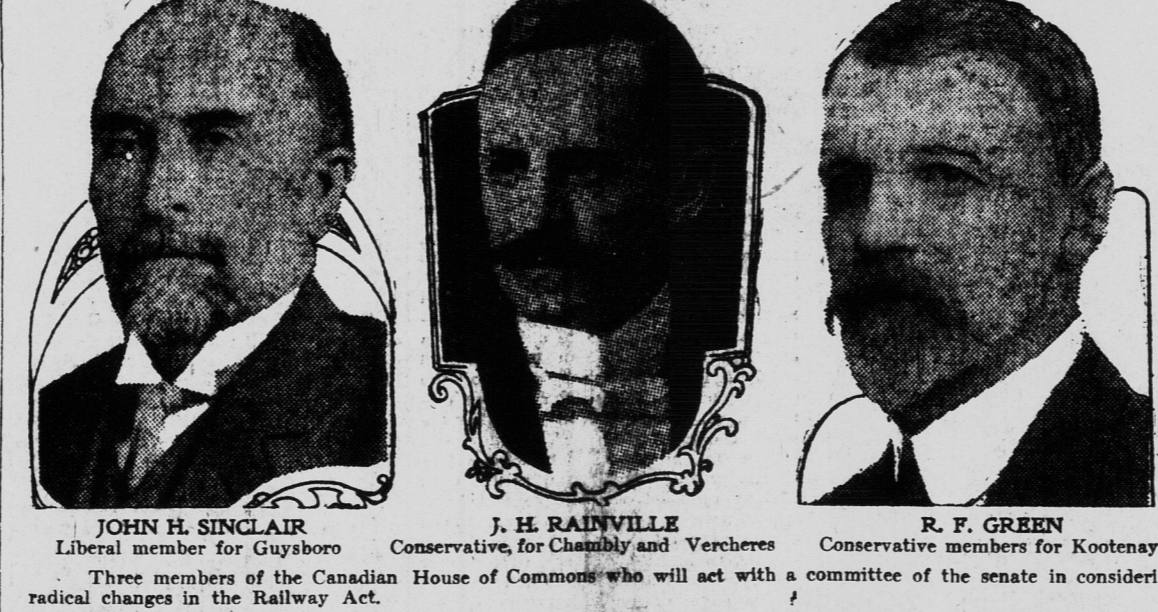 JOHN H. SINCLAIR
Liberal member for Guysboro
J. H. RAINVILLE
Conservative, for Chambly and Vercheres
R. F. GREEN
Conservative members for Kootenay
Three members of the Canadian House of Commons who will act with a committee of the senate in consideri
radical changes in the Railway Act.